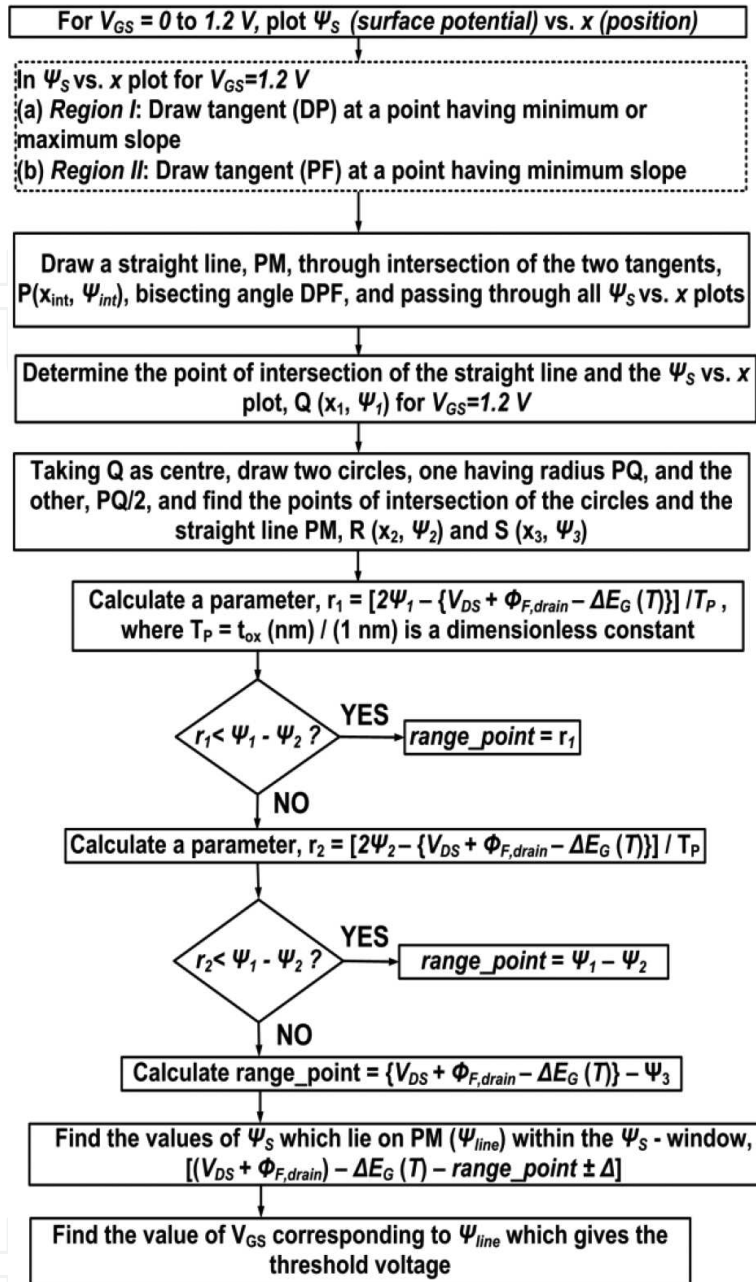 For V_GS = 0 to 1.2 V, plot Ψ_S (surface potential) vs. x (position)
In Ψ_S vs. x plot for V_GS=1.2 V
(a) Region I: Draw tangent (DP) at a point having minimum or
maximum slope
(b) Region II: Draw tangent (PF) at a point having minimum slope
Draw a straight line, PM, through intersection of the two tangents,
P(x_int, Ψ_int), bisecting angle DPF, and passing through all Ψ_S vs. x plots
Determine the point of intersection of the straight line and the Ψ_S vs. x
plot, Q (x_1, Ψ_1) for V_GS=1.2 V
Taking Q as centre, draw two circles, one having radius PQ, and the
other, PQ/2, and find the points of intersection of the circles and the
straight line PM, R (x_2, Ψ_2) and S (x_3, Ψ_3)
Calculate a parameter, r_1 = [2Ψ_1 – {V_DS + Φ_F,drain – ΔE_G (T)}] /T_P ,
where T_P = t_ox (nm) / (1 nm) is a dimensionless constant
r_1< Ψ_1 - Ψ_2 ?
YES
range_point = r_1
NO
Calculate a parameter, r_2 = [2Ψ_2– {V_DS + Φ_F,drain – ΔE_G (T)}] / T_P
r_2< Ψ_1 - Ψ_2 ?
YES
range_point = Ψ_1 – Ψ_2
NO
Calculate range_point = {V_DS + Φ_F,drain – ΔE_G (T)} – Ψ_3
Find the values of Ψ_S which lie on PM (Ψ_line) within the Ψ_S - window,
[(V_DS + Φ_F,drain) – ΔE_G (T) – range_point ± Δ]
Find the value of V_GS corresponding to Ψ_line which gives the
threshold voltage